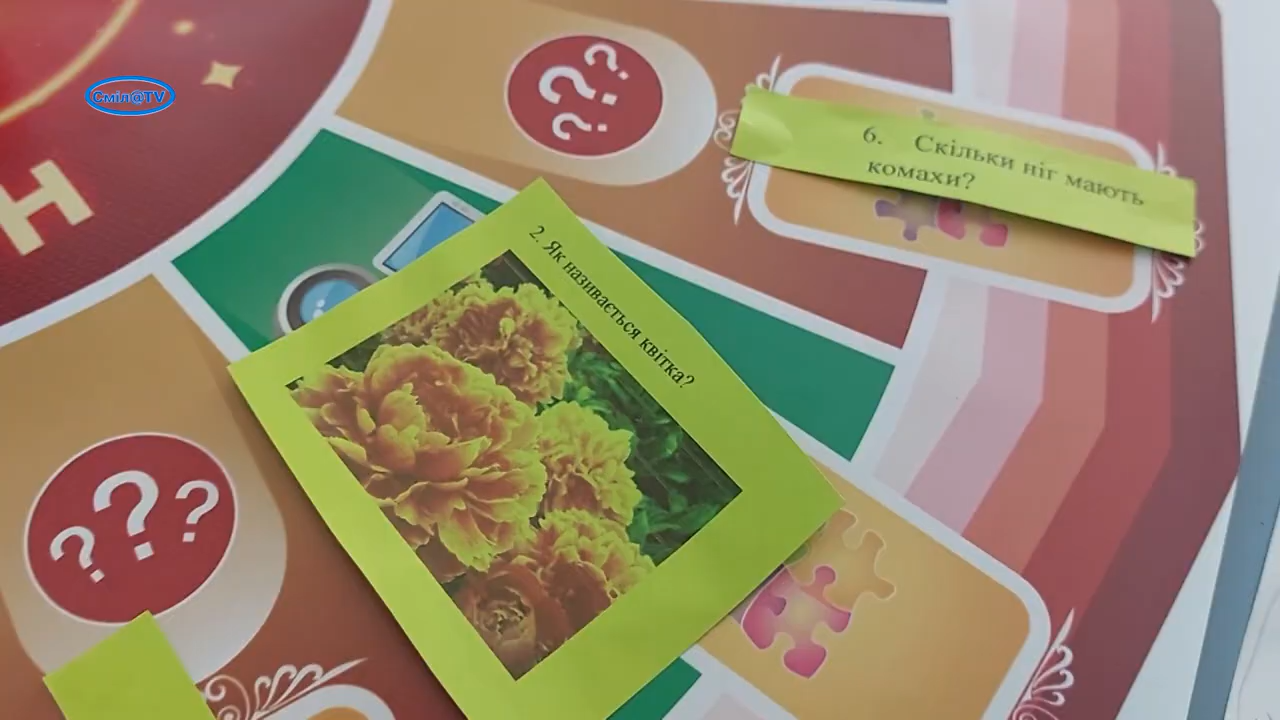 Сміл@TV
Н
???
6. Скільки ніг мають
комахи?
2. Як називається квітка?
???